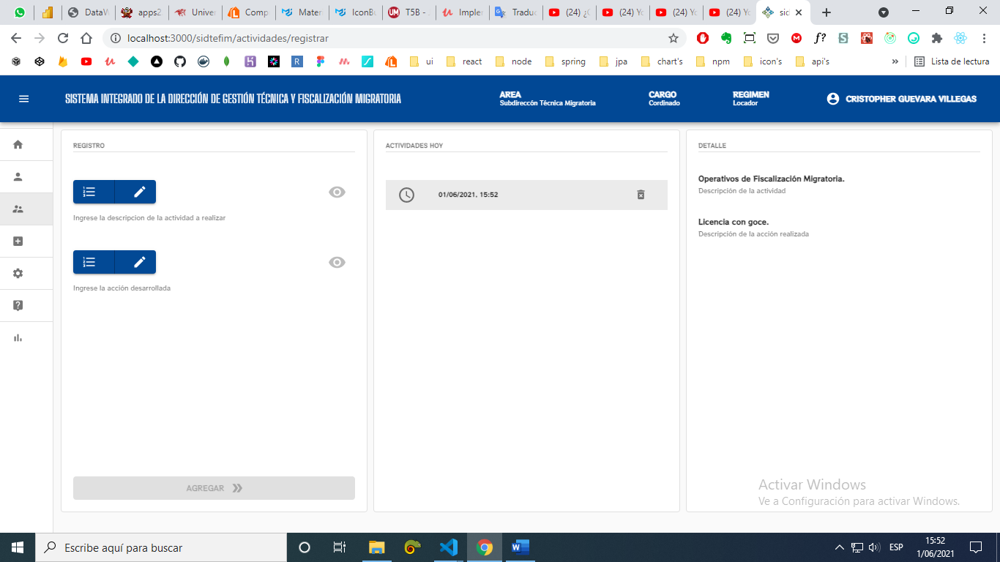 DataW
apps2
Univer
Comp
Mater
IconBu
T5B - .
Implem
Traduc
(24) ¿C
(24) Yo
(24) Yo
(24) Yo
sid
localhost:3000/sidtefim/actividades/registrar
ui
react
node
spring
jpa
chart's
npm
icon's
api's
»
Lista de lectura
SISTEMA INTEGRADO DE LA DIRECCIÓN DE GESTIÓN TÉCNICA Y FISCALIZACIÓN MIGRATORIA
AREA
Subdireccón Técnica Migratoria
CARGO
Cordinado
REGIMEN
Locador
CRISTOPHER GUEVARA VILLEGAS
REGISTRO
Ingrese la descripcion de la actividad a realizar
Ingrese la acción desarrollada
AGREGAR
ACTIVIDADES HOY
01/06/2021, 15:52
DETALLE
Operativos de Fiscalización Migratoria.
Descripción de la actividad
Licencia con goce.
Descripción de la acción realizada
Activar Windows
Ve a Configuración para activar Windows.
Escribe aquí para buscar
ESP
15:52
1/06/2021